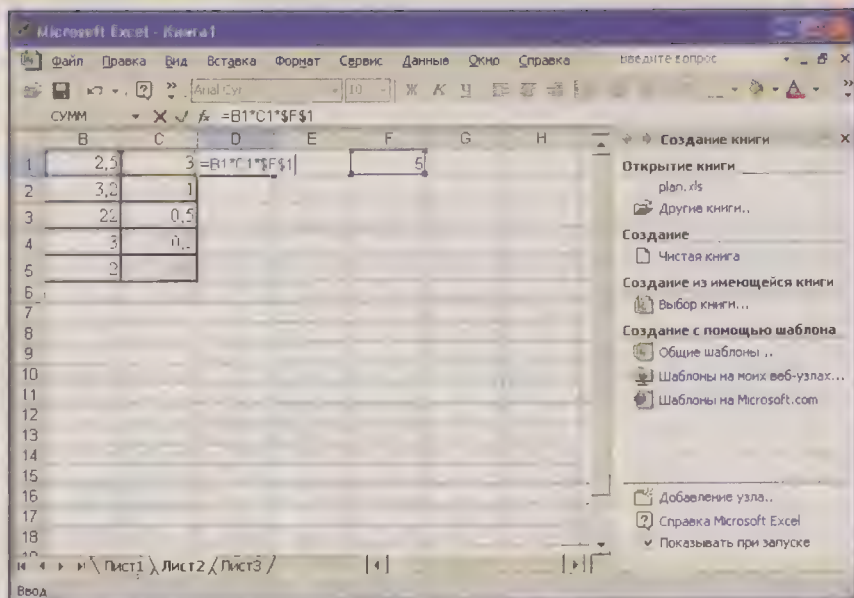 Microsoft Excel - Книга1
Файл Правка Вид Вставка Формат Сервис Данные Окно Справка Введите вопрос
Arial Cyr 10 Ж К Ч
СУММ =B1*C1*$F$1
B C D E F G H
1 2,5 3 =B1*C1*$F$1 5
2 3,2 1
3 22 0,5
4 3
5 2
6
7
8
9
10
11
12
13
14
15
16
17
18
Создание книги
Открытие книги
plan.xls
Другие книги..
Создание
Чистая книга
Создание из имеющейся книги
Выбор книги...
Создание с помощью шаблона
Общие шаблоны ..
Шаблоны на моих веб-узлах...
Шаблоны на Microsoft.com
Добавление узла..
Справка Microsoft Excel
Показывать при запуске
Лист1 Лист2 Лист3
Ввод